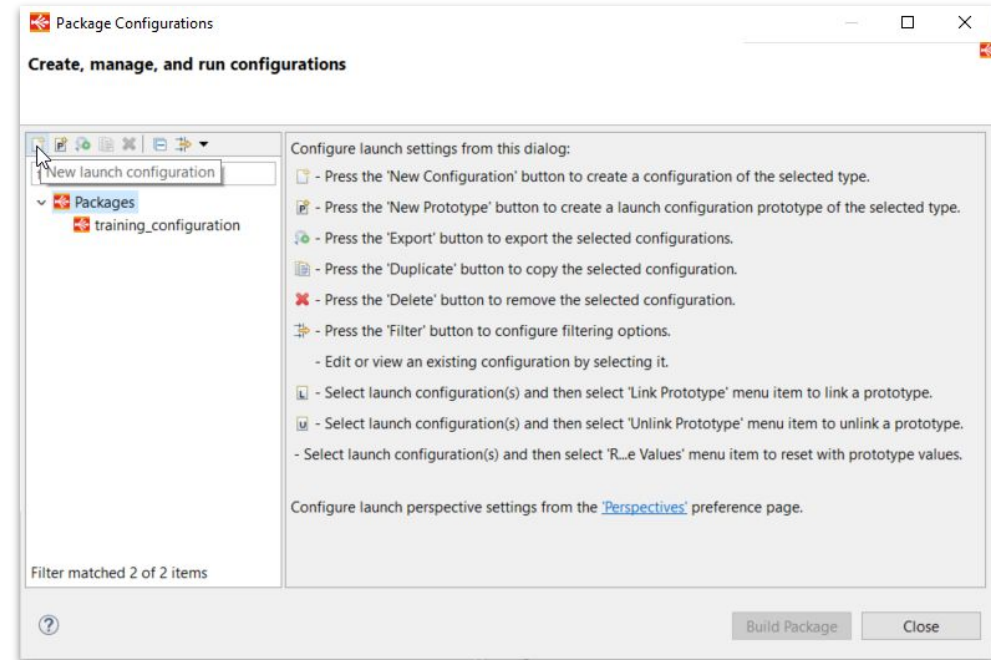 Package Configurations
Create, manage, and run configurations
New launch configuration
Packages
training_configuration
Filter matched 2 of 2 items
Configure launch settings from this dialog:
- Press the 'New Configuration' button to create a configuration of the selected type.
- Press the 'New Prototype' button to create a launch configuration prototype of the selected type.
- Press the 'Export' button to export the selected configurations.
- Press the 'Duplicate' button to copy the selected configuration.
- Press the 'Delete' button to remove the selected configuration.
- Press the 'Filter' button to configure filtering options.
- Edit or view an existing configuration by selecting it.
- Select launch configuration(s) and then select 'Link Prototype' menu item to link a prototype.
- Select launch configuration(s) and then select 'Unlink Prototype' menu item to unlink a prototype.
- Select launch configuration(s) and then select 'R...e Values' menu item to reset with prototype values.
Configure launch perspective settings from the 'Perspectives' preference page.
Build Package
Close